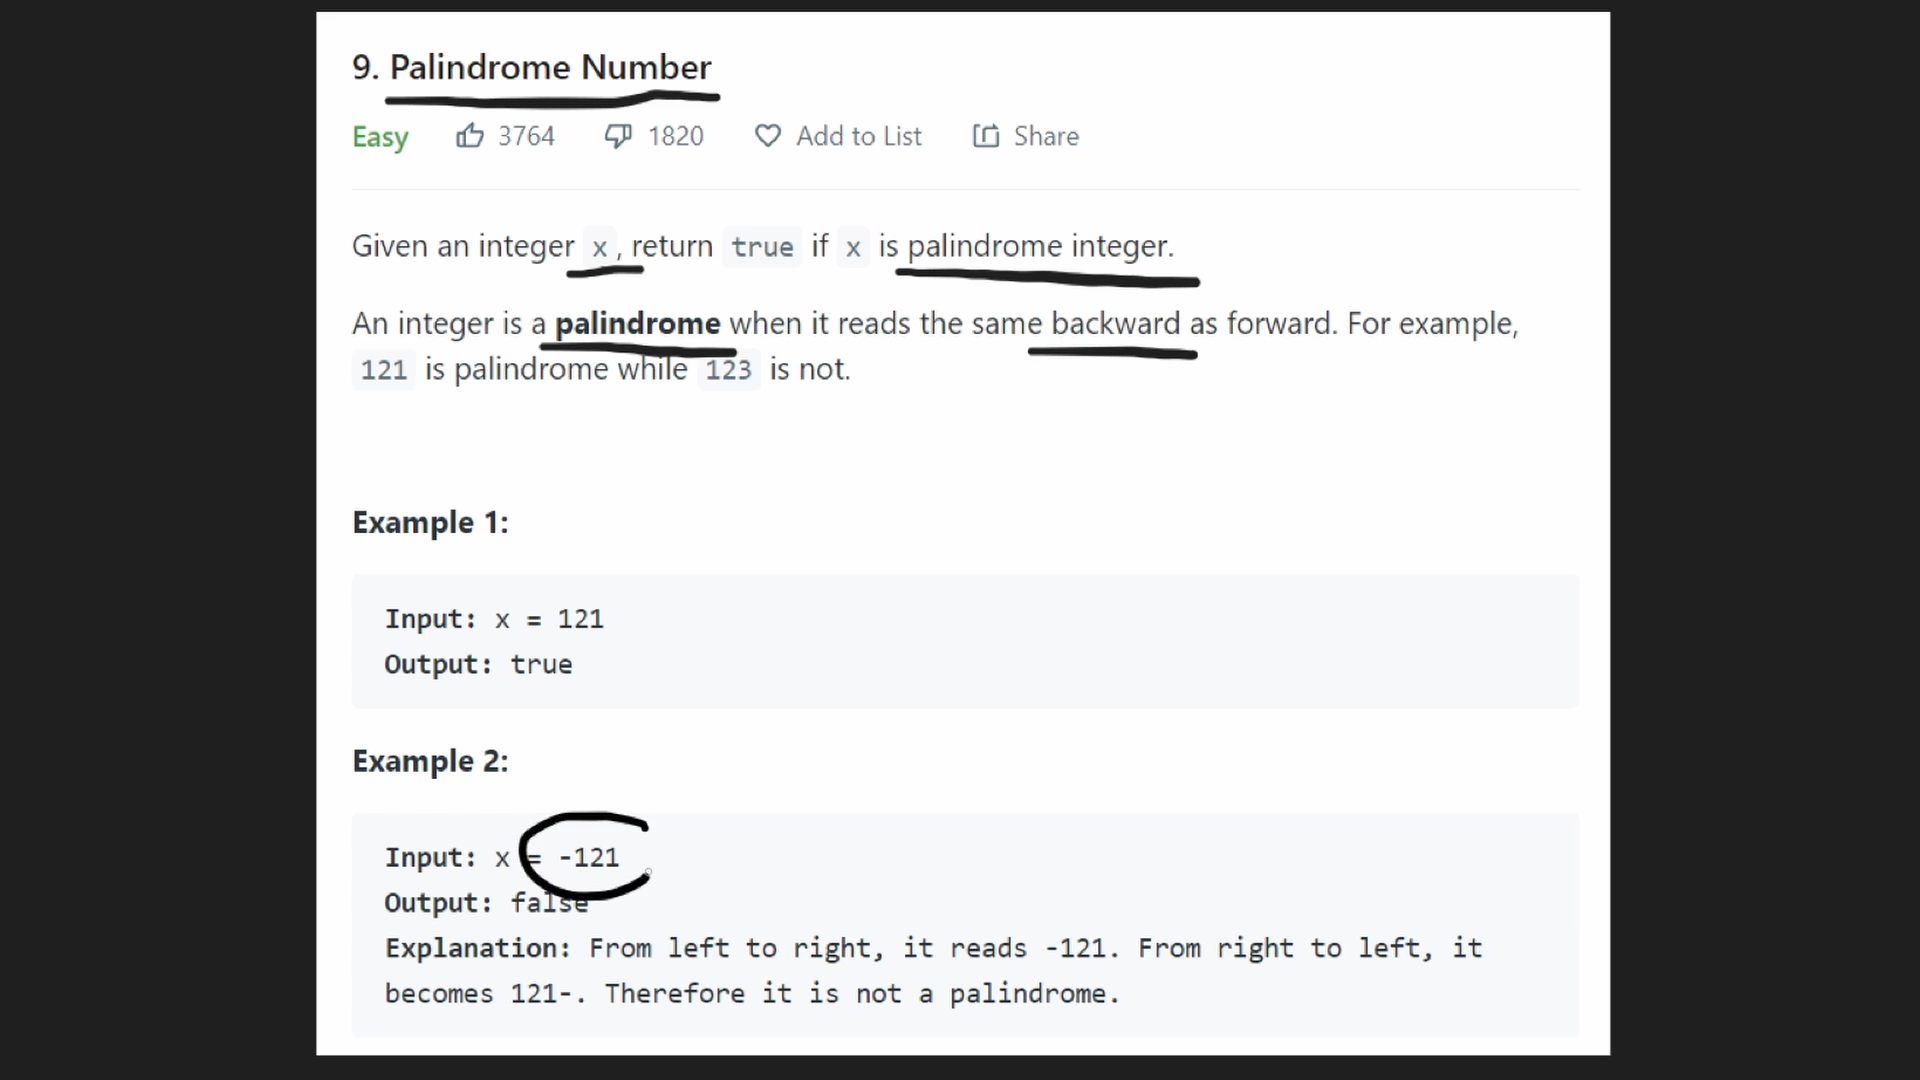 9. Palindrome Number
Easy 3764 1820 Add to List Share
Given an integer x, return true if x is palindrome integer.
An integer is a palindrome when it reads the same backward as forward. For example,
121 is palindrome while 123 is not.
Example 1:
Input: x = 121
Output: true
Example 2:
Input: x = -121
Output: false
Explanation: From left to right, it reads -121. From right to left, it
becomes 121-. Therefore it is not a palindrome.